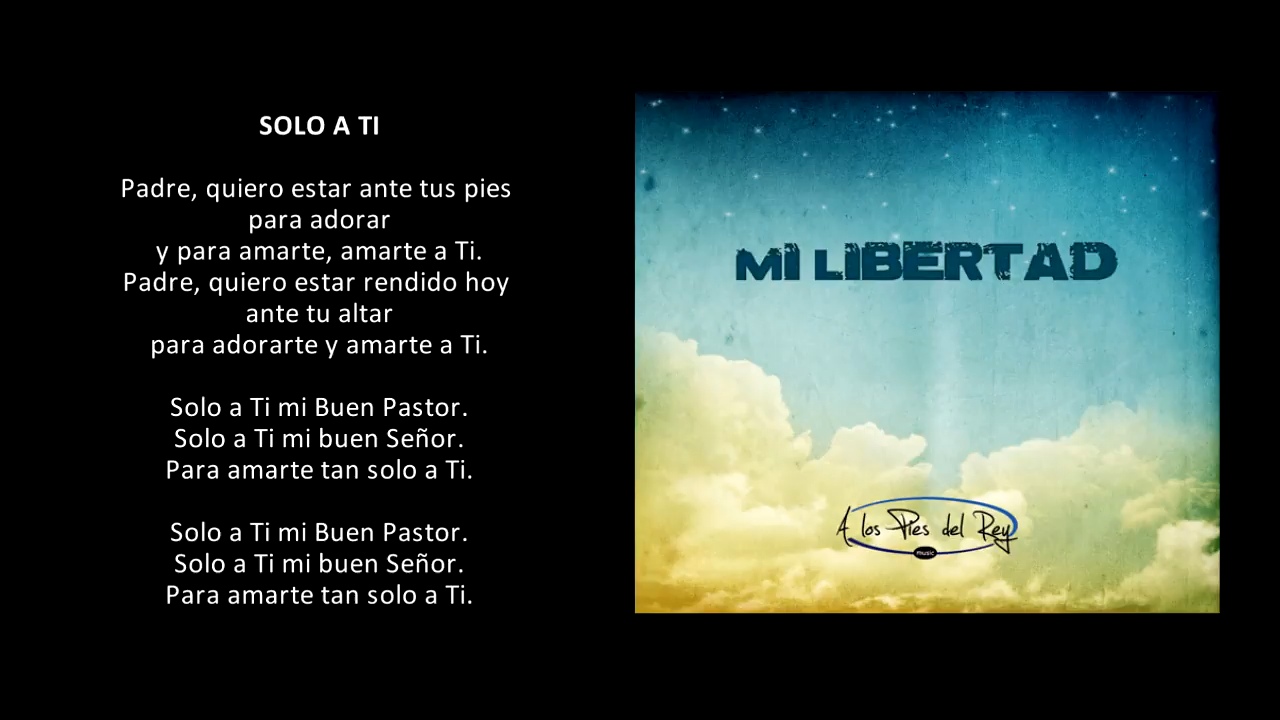 SOLO A TI
Padre, quiero estar ante tus pies
para adorar
y para amarte, amarte a Ti.
Padre, quiero estar rendido hoy
ante tu altar
para adorarte y amarte a Ti.
Solo a Ti mi Buen Pastor.
Solo a Ti mi buen Señor.
Para amarte tan solo a Ti.
Solo a Ti mi Buen Pastor.
Solo a Ti mi buen Señor.
Para amarte tan solo a Ti.
MI LIBERTAD
A los Pies del Rey
music